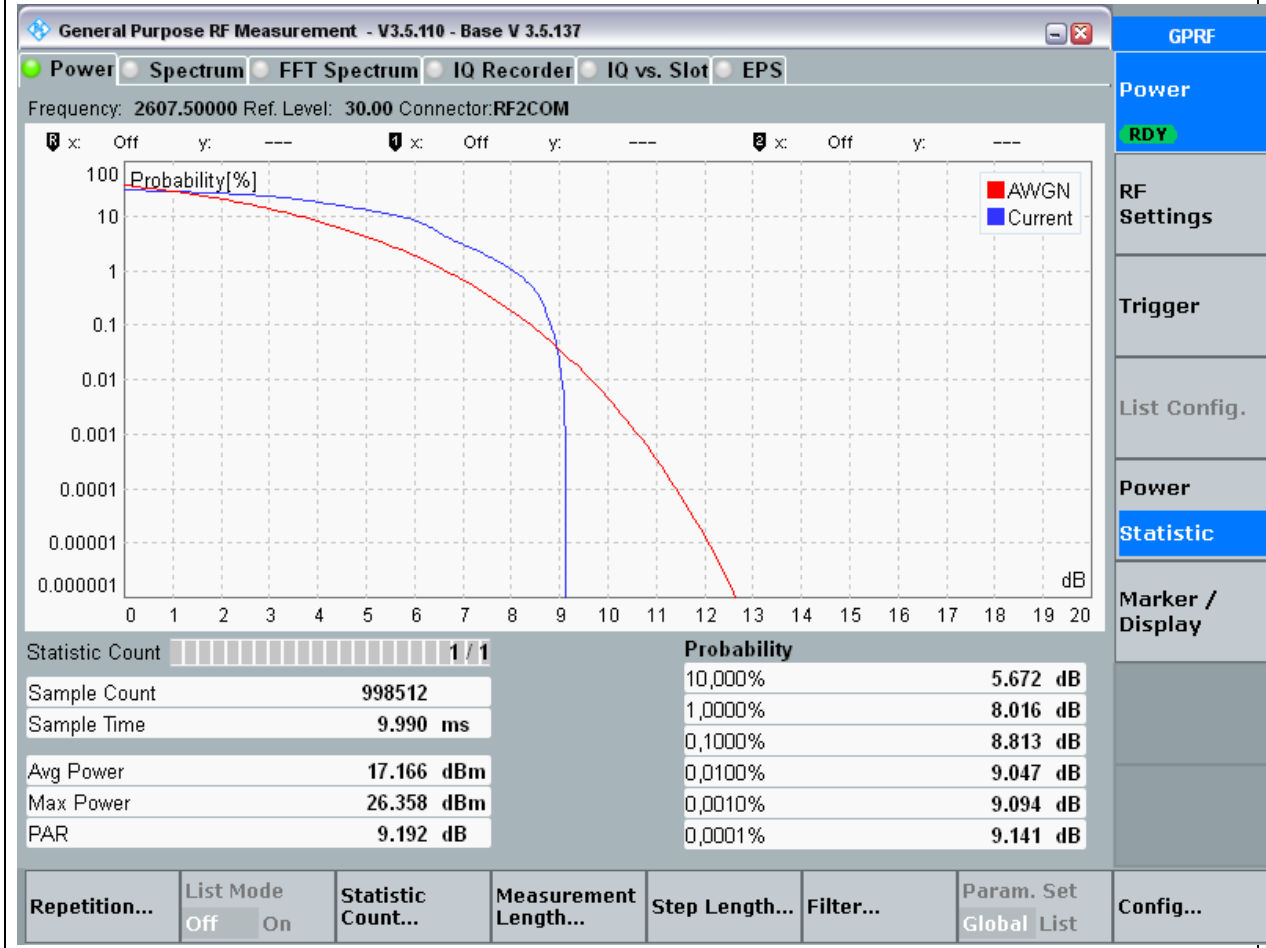 General Purpose RF Measurement - V3.5.110 - Base V 3.5.137
GPRF
Power Spectrum FFT Spectrum IQ Recorder IQ vs. Slot EPS
Frequency: 2607.50000 Ref. Level: 30.00 Connector:RF2COM
R x: Off y: --- 1 x: Off y: --- 2 x: Off y: ---
Probability[%]
AWGN
Current
100
10
1
0.1
0.01
0.001
0.0001
0.00001
0.000001
dB
0 1 2 3 4 5 6 7 8 9 10 11 12 13 14 15 16 17 18 19 20
Statistic Count 1 / 1
Sample Count 998512
Sample Time 9.990 ms
Avg Power 17.166 dBm
Max Power 26.358 dBm
PAR 9.192 dB
Probability
10,000% 5.672 dB
1,0000% 8.016 dB
0,1000% 8.813 dB
0,0100% 9.047 dB
0,0010% 9.094 dB
0,0001% 9.141 dB
Power
RDY
RF
Settings
Trigger
List Config.
Power
Statistic
Marker /
Display
Repetition...
List Mode
Off On
Statistic
Count...
Measurement
Length...
Step Length...
Filter...
Param. Set
Global List
Config...